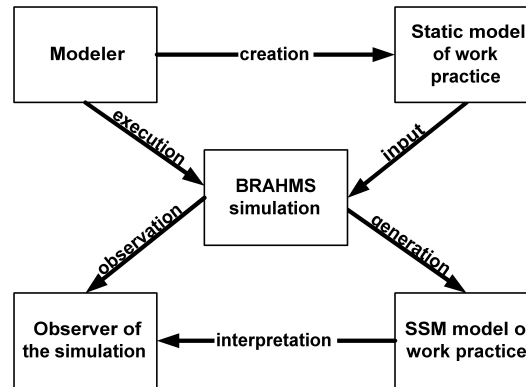 Modeler
creation
Static model
of work
practice
execution
input
BRAHMS
simulation
observation
generation
Observer of
the simulation
interpretation
SSM model of
work practice